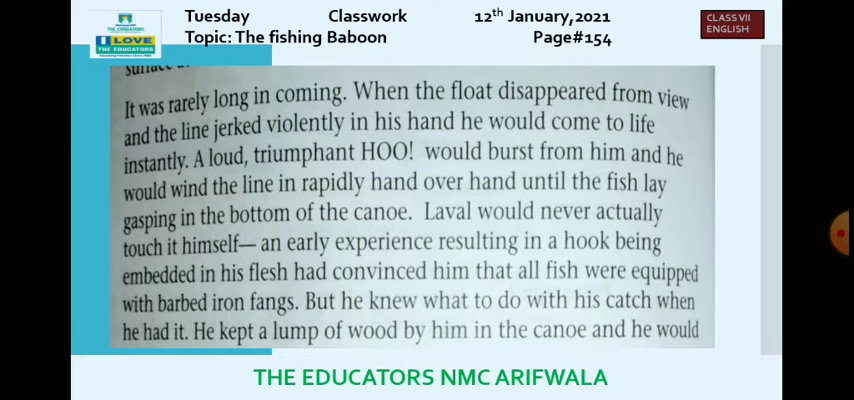 Tuesday Classwork 12th January,2021
CLASS VII
ENGLISH
Topic: The fishing Baboon Page#154
I LOVE
THE EDUCATORS
surface
It was rarely long in coming. When the float disappeared from view
and the line jerked violently in his hand he would come to life
instantly. A loud, triumphant HOO! would burst from him and he
would wind the line in rapidly hand over hand until the fish lay
gasping in the bottom of the canoe. Laval would never actually
touch it himself— an early experience resulting in a hook being
embedded in his flesh had convinced him that all fish were equipped
with barbed iron fangs. But he knew what to do with his catch when
he had it. He kept a lump of wood by him in the canoe and he would
THE EDUCATORS NMC ARIFWALA